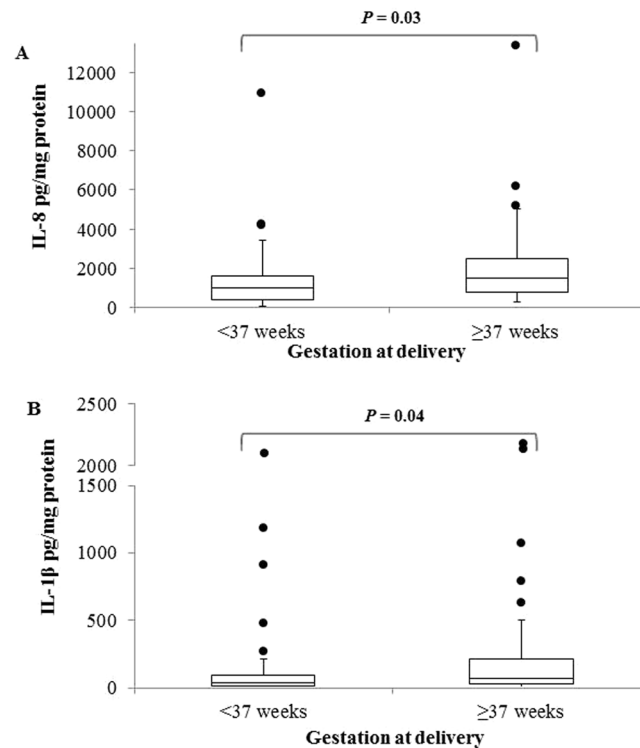 P = 0.03
A
IL-8 pg/mg protein
12000
10000
8000
6000
4000
2000
0
<37 weeks ≥37 weeks
Gestation at delivery
B
P = 0.04
IL-1β pg/mg protein
2500
2000
1500
1000
500
0
<37 weeks ≥37 weeks
Gestation at delivery